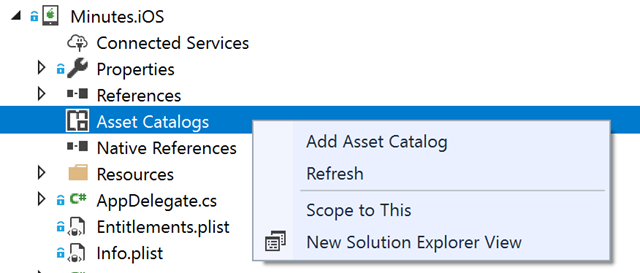 Minutes.iOS
Connected Services
Properties
References
Asset Catalogs
Native References
Resources
C# AppDelegate.cs
Entitlements.plist
Info.plist
Add Asset Catalog
Refresh
Scope to This
New Solution Explorer View